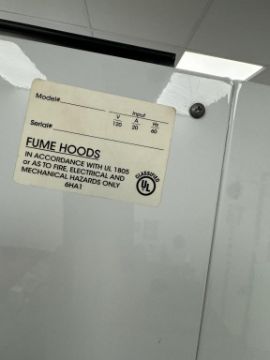 Model#
Input
V A Hz
120 20 60
Serial#
FUME HOODS
IN ACCORDANCE WITH UL 1805
or AS TO FIRE, ELECTRICAL AND
MECHANICAL HAZARDS ONLY
6HA1
CLASSIFIED
UL